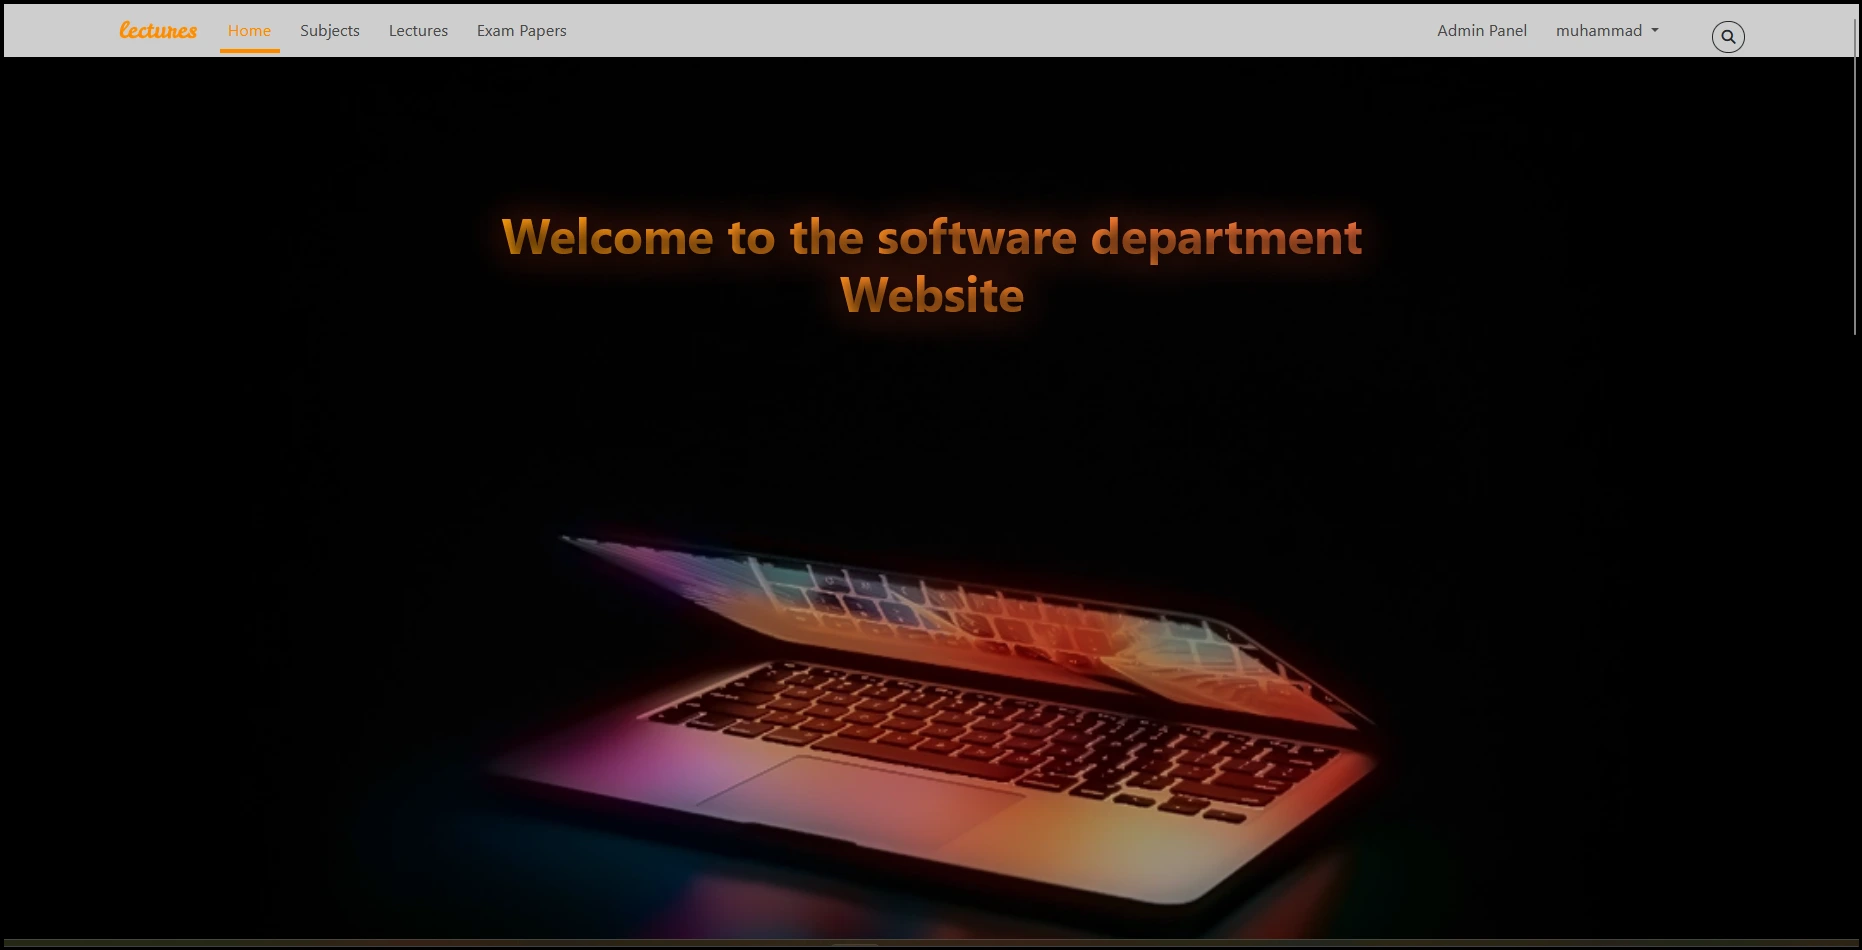 lectures
Home
Subjects
Lectures
Exam Papers
Admin Panel
muhammad
Welcome to the software department
Website